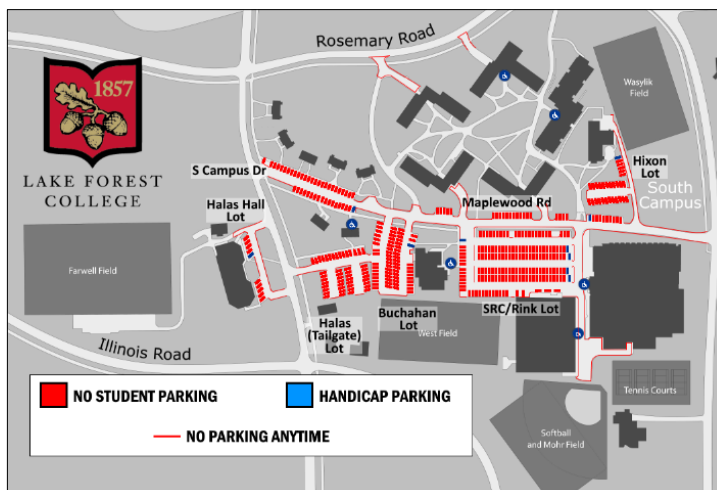 Rosemary Road
1857
LAKE FOREST
COLLEGE
Wasylik
Field
S Campus Dr
Hixon
Lot
South
Campus
Maplewood Rd
Halas Hall
Lot
Farwell Field
Buchahan
Lot
SRC/Rink Lot
Halas
(Tailgate)
Lot
West Field
Illinois Road
Tennis Courts
Softball
and Mohr Field
NO STUDENT PARKING
HANDICAP PARKING
NO PARKING ANYTIME